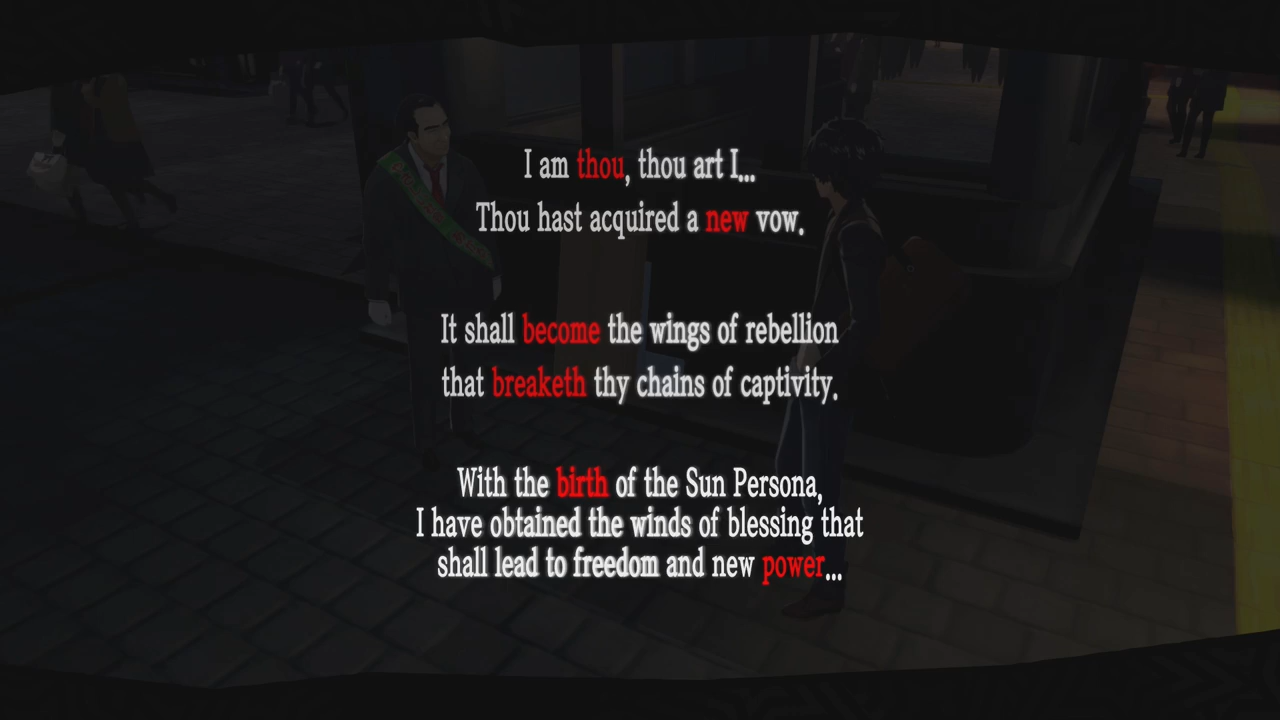 I am thou, thou art I...
Thou hast acquired a new vow.
It shall become the wings of rebellion
that breaketh thy chains of captivity.
With the birth of the Sun Persona,
I have obtained the winds of blessing that
shall lead to freedom and new power...